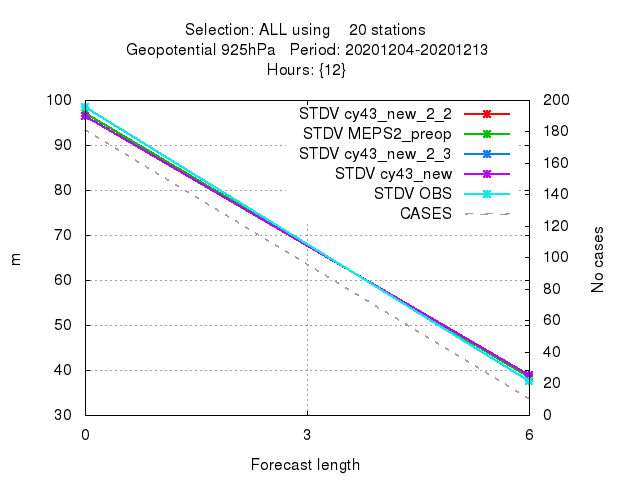 Selection: ALL using    20 stations
Geopotential 925hPa   Period: 20201204-20201213
Hours: {12}
100
90
80
70
60
50
40
30
200
180
160
140
120
100
80
60
40
20
0
STDV cy43_new_2_2
STDV MEPS2_preop
STDV cy43_new_2_3
STDV cy43_new
STDV OBS
CASES
m
No cases
0 3 6
Forecast length